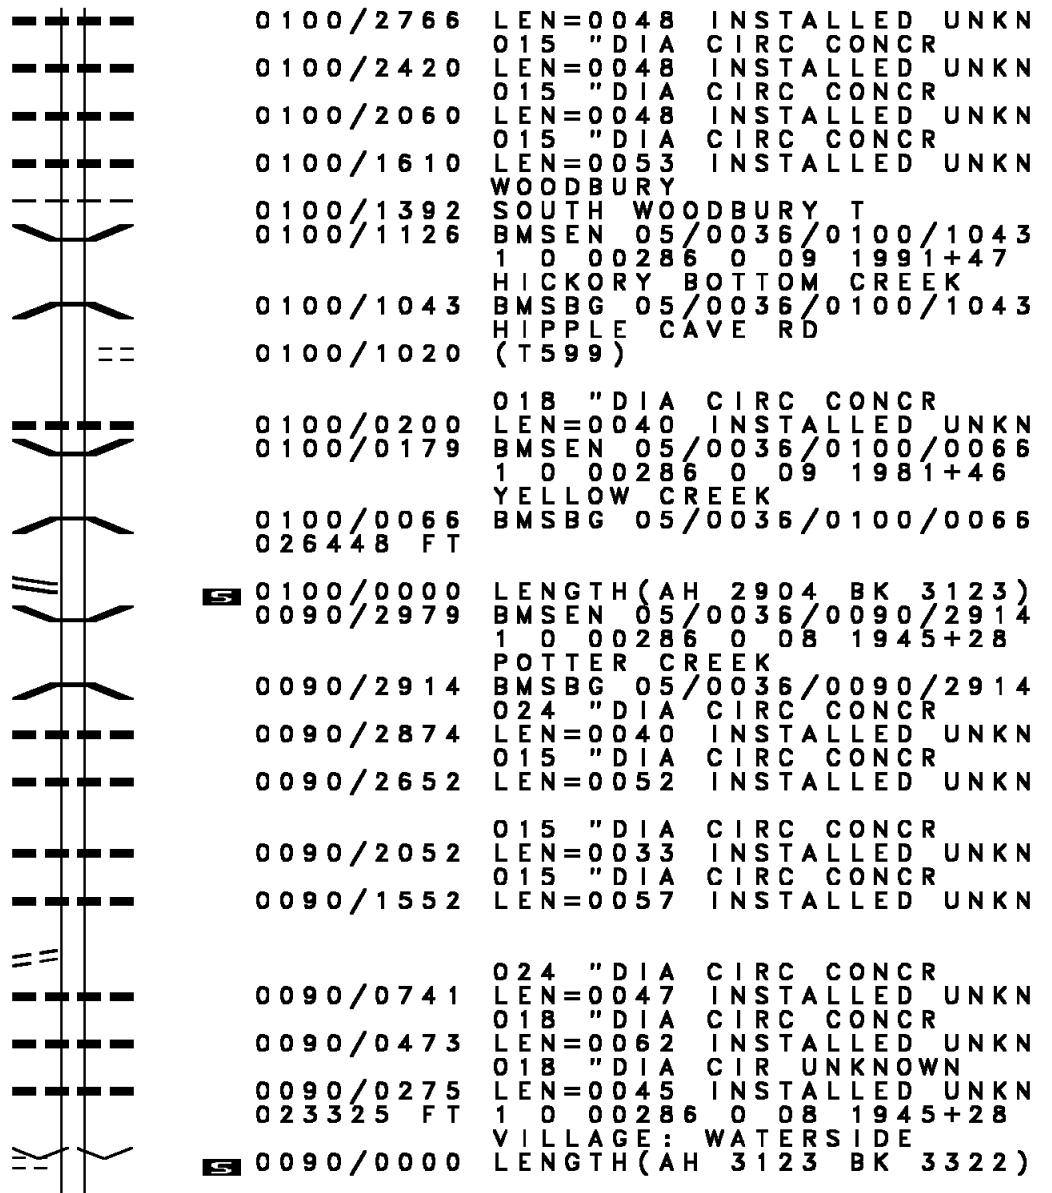 0100/2766 LEN=0048 INSTALLED UNKN
015 "DIA CIRC CONCR
0100/2420 LEN=0048 INSTALLED UNKN
015 "DIA CIRC CONCR
0100/2060 LEN=0048 INSTALLED UNKN
015 "DIA CIRC CONCR
0100/1610 LEN=0053 INSTALLED UNKN
WOODBURY
0100/1392 SOUTH WOODBURY T
0100/1126 BMSEN 05/0036/0100/1043
1 0 00286 0 09 1991+47
HICKORY BOTTOM CREEK
0100/1043 BMSBG 05/0036/0100/1043
HIPPLE CAVE RD
0100/1020 (T599)
018 "DIA CIRC CONCR
0100/0200 LEN=0040 INSTALLED UNKN
0100/0179 BMSEN 05/0036/0100/0066
1 0 00286 0 09 1981+46
YELLOW CREEK
0100/0066 BMSBG 05/0036/0100/0066
026448 FT
S 0100/0000 LENGTH(AH 2904 BK 3123)
0090/2979 BMSEN 05/0036/0090/2914
1 0 00286 0 08 1945+28
POTTER CREEK
0090/2914 BMSBG 05/0036/0090/2914
024 "DIA CIRC CONCR
0090/2874 LEN=0040 INSTALLED UNKN
015 "DIA CIRC CONCR
0090/2652 LEN=0052 INSTALLED UNKN
015 "DIA CIRC CONCR
0090/2052 LEN=0033 INSTALLED UNKN
015 "DIA CIRC CONCR
0090/1552 LEN=0057 INSTALLED UNKN
024 "DIA CIRC CONCR
0090/0741 LEN=0047 INSTALLED UNKN
018 "DIA CIRC CONCR
0090/0473 LEN=0062 INSTALLED UNKN
018 "DIA CIR UNKNOWN
0090/0275 LEN=0045 INSTALLED UNKN
023325 FT 1 0 00286 0 08 1945+28
VILLAGE: WATERSIDE
S 0090/0000 LENGTH(AH 3123 BK 3322)